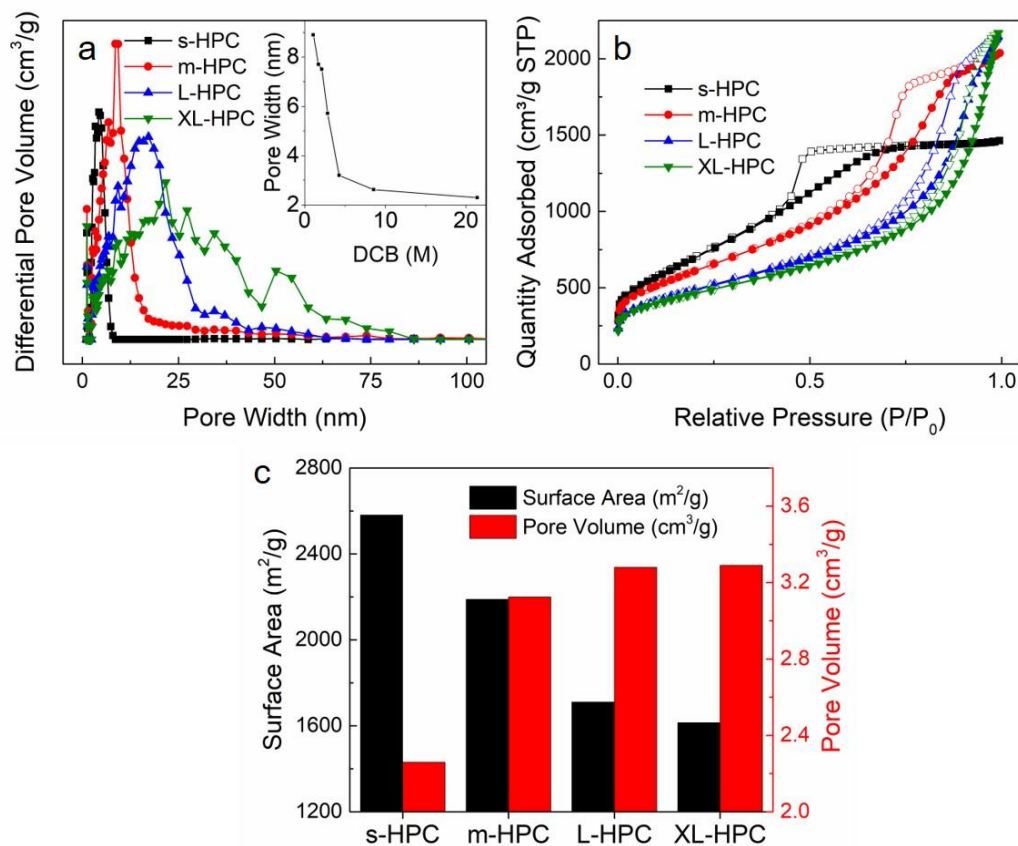 a
s-HPC
m-HPC
L-HPC
XL-HPC
Differential Pore Volume (cm³/g)
0 25 50 75 100
Pore Width (nm)
Pore Width (nm)
8
6
4
2
0 10 20
DCB (M)
b
s-HPC
m-HPC
L-HPC
XL-HPC
Quantity Adsorbed (cm³/g STP)
2000
1500
1000
500
0
0.0 0.5 1.0
Relative Pressure (P/P₀)
c
Surface Area (m²/g)
Pore Volume (cm³/g)
Surface Area (m²/g)
2800
2400
2000
1600
1200
s-HPC m-HPC L-HPC XL-HPC
3.6
3.2
2.8
2.4
2.0
Pore Volume (cm³/g)